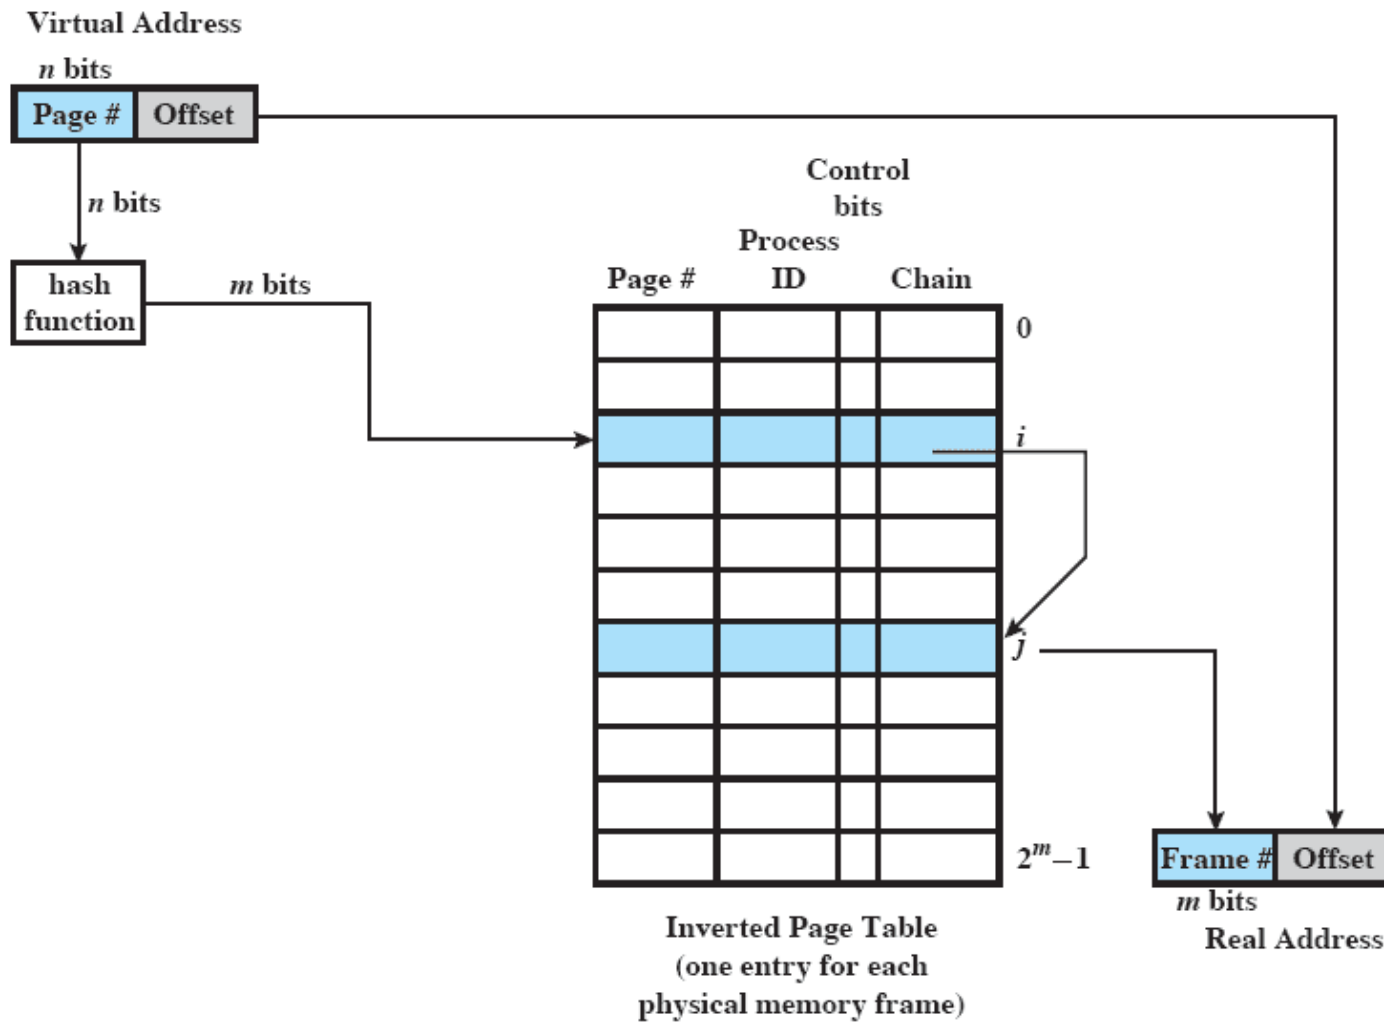 Virtual Address
n bits
Page # Offset
n bits
hash
function
m bits
Control
bits
Process
Page # ID Chain
0
i
j
2^m−1
Frame # Offset
m bits
Real Address
Inverted Page Table
(one entry for each
physical memory frame)